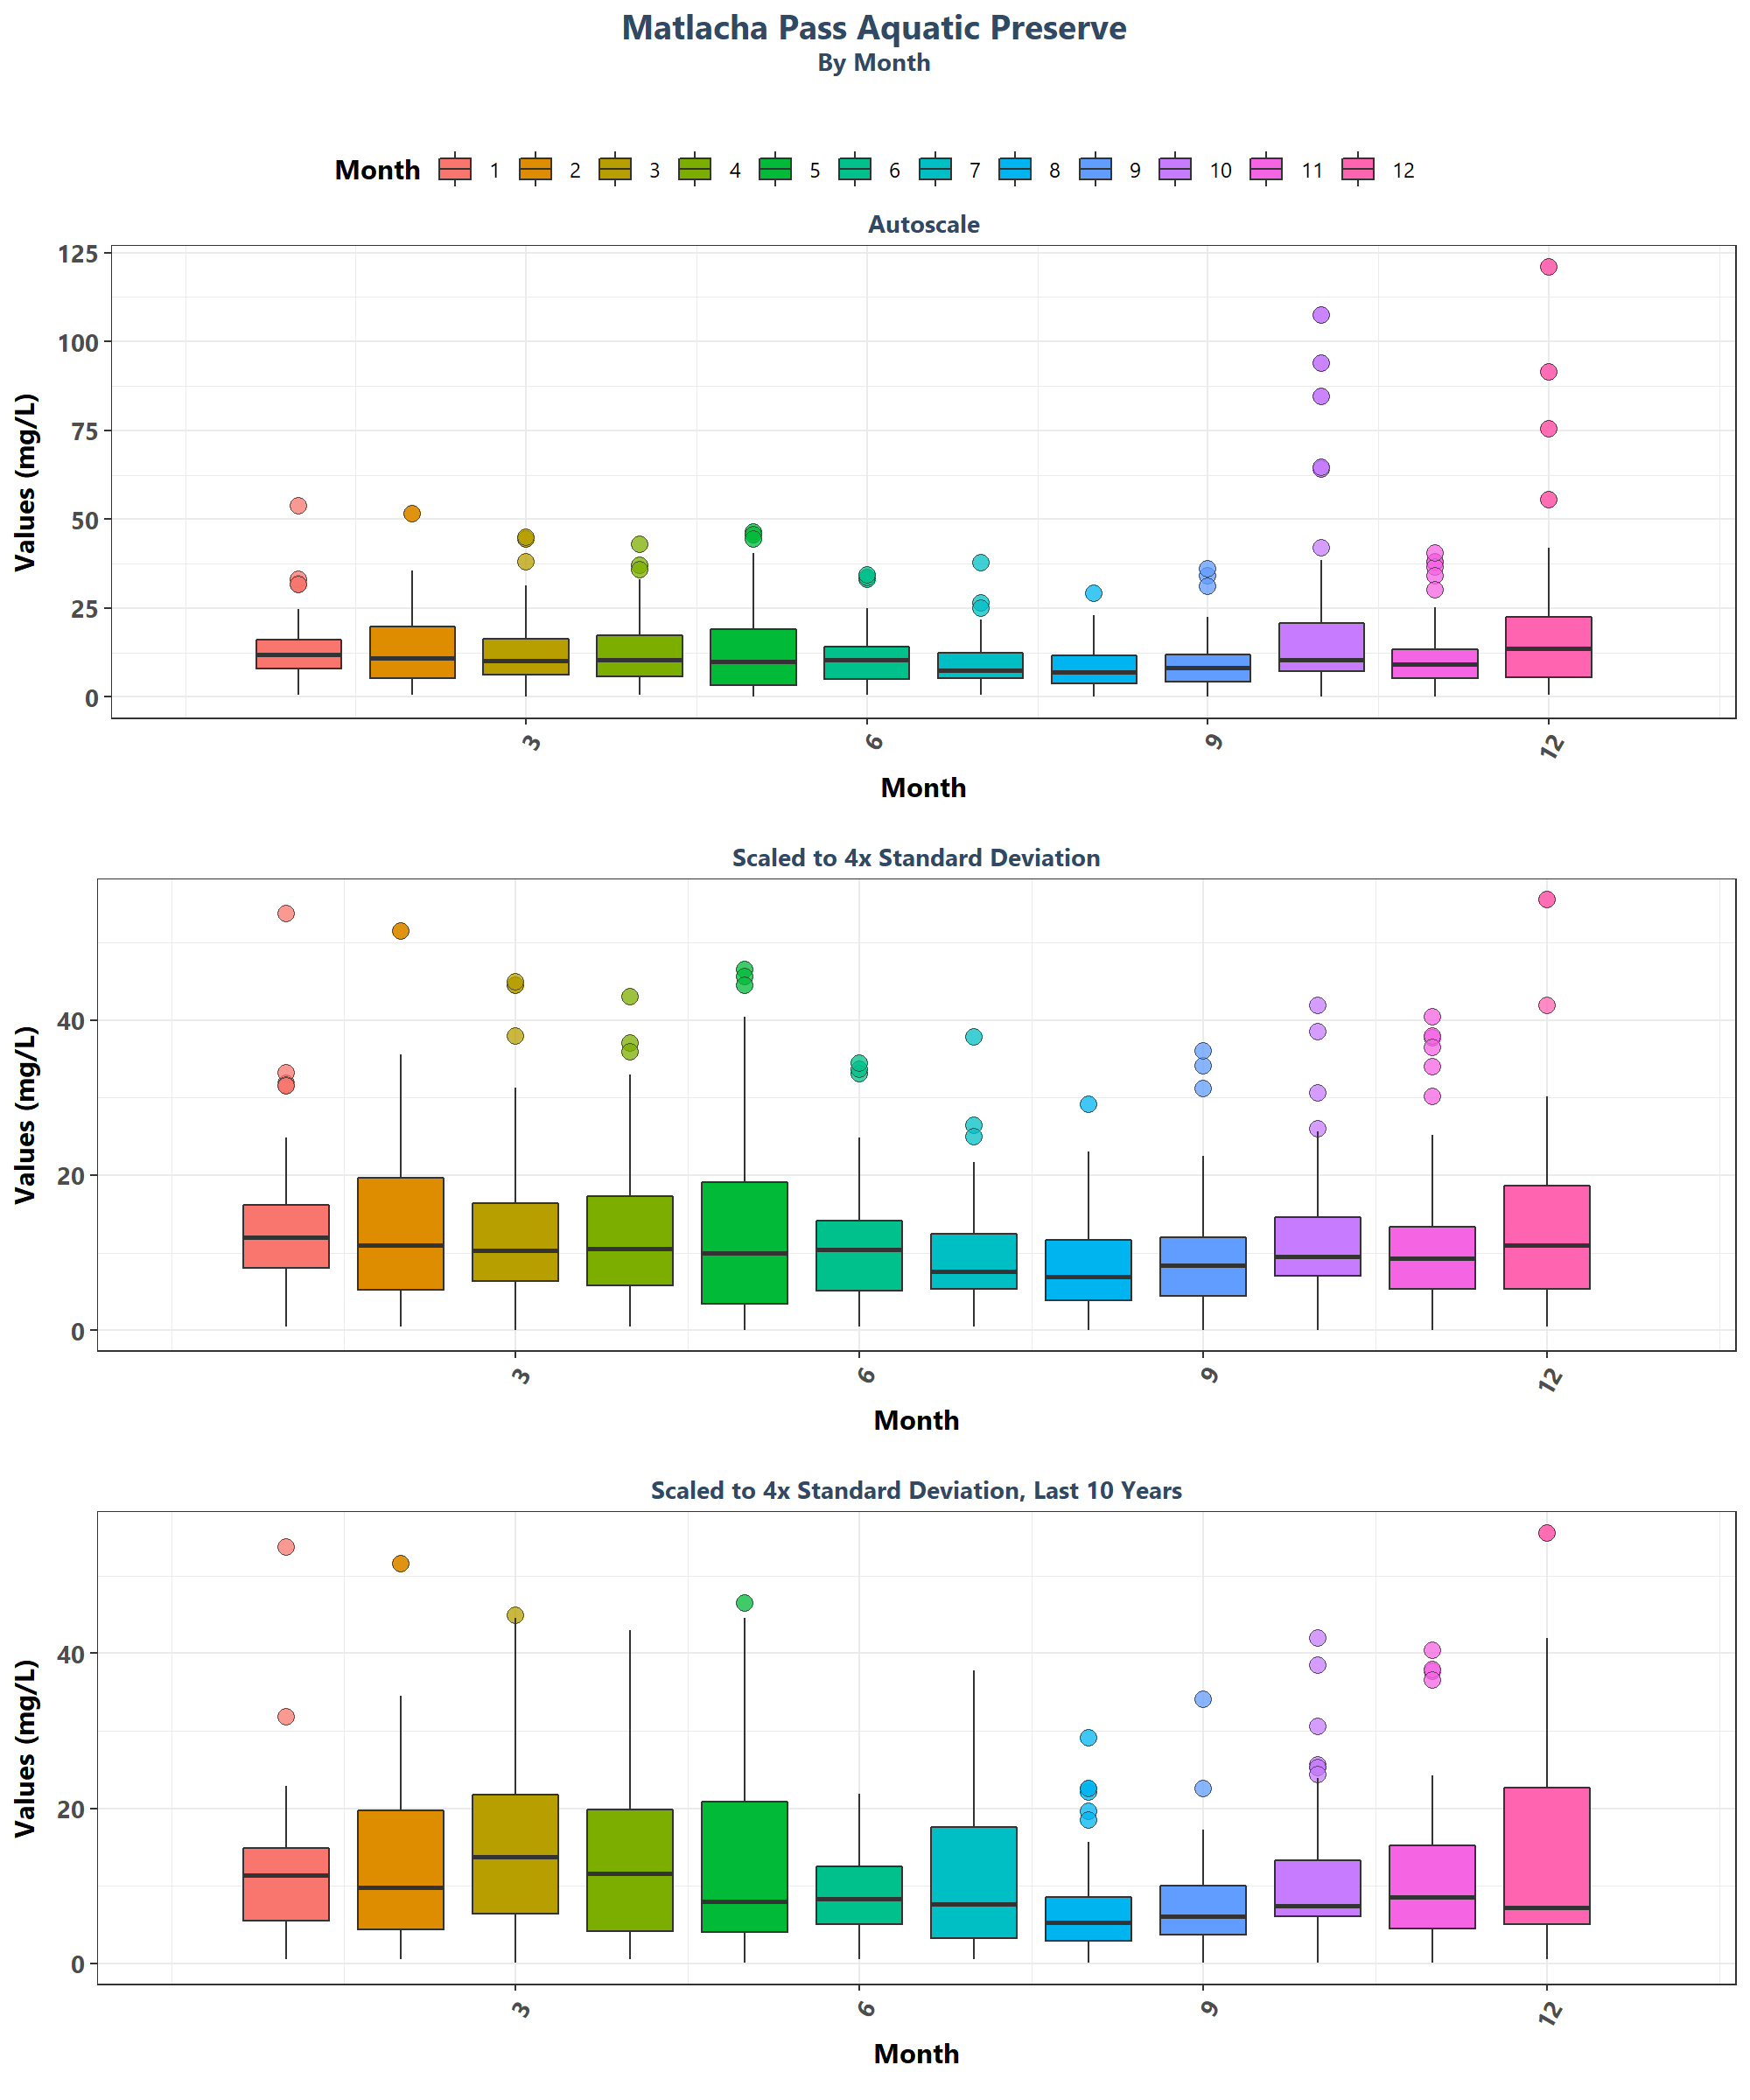 Matlacha Pass Aquatic Preserve
By Month
Month 1 2 3 4 5 6 7 8 9 10 11 12
Autoscale
Values (mg/L)
125
100
75
50
25
0
3 6 9 12
Month
Scaled to 4x Standard Deviation
Values (mg/L)
40
20
0
3 6 9 12
Month
Scaled to 4x Standard Deviation, Last 10 Years
Values (mg/L)
40
20
0
3 6 9 12
Month